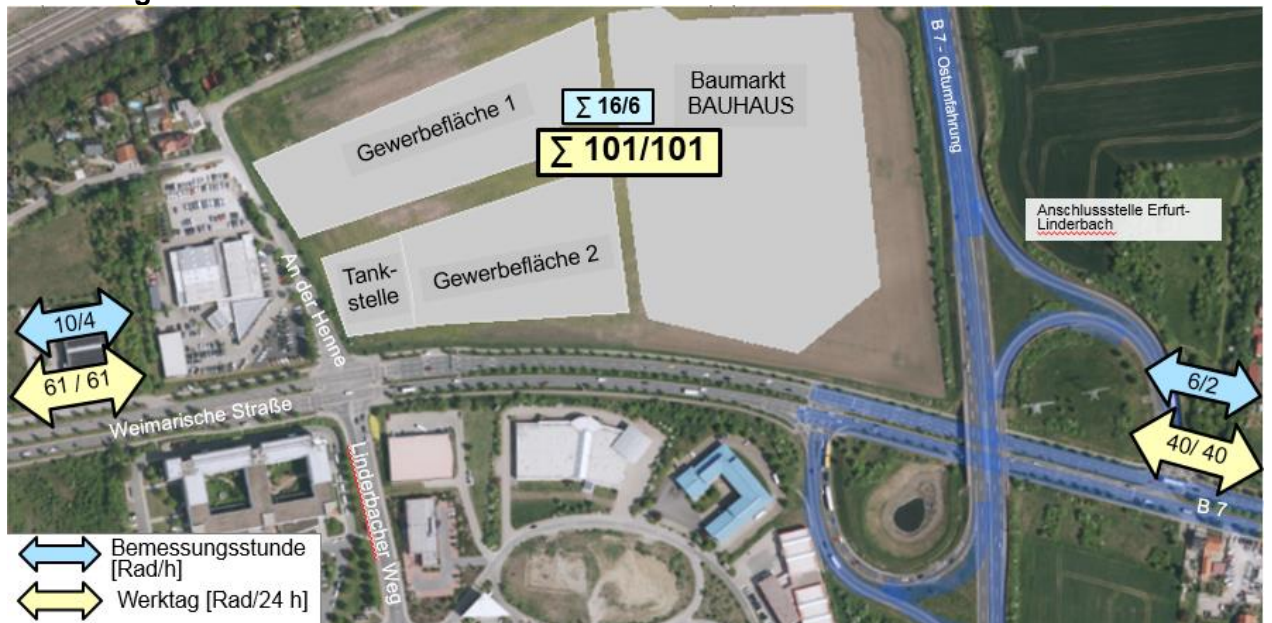 B 7 - Ostumfahrung
Baumarkt
BAUHAUS
∑ 16/6
∑ 101/101
Gewerbefläche 1
Anschlussstelle Erfurt-
Linderbach
Tank-
stelle
Gewerbefläche 2
An der Henne
10/4
61 / 61
6/2
40/ 40
Weimarische Straße
B 7
Linderbacher Weg
Bemessungsstunde
[Rad/h]
Werktag [Rad/24 h]